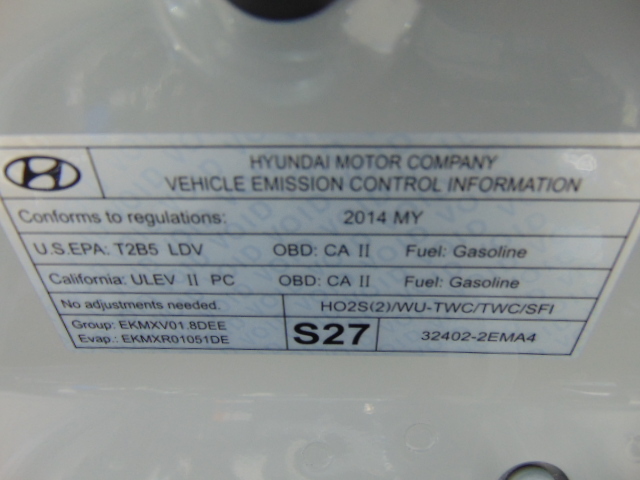 HYUNDAI MOTOR COMPANY
VEHICLE EMISSION CONTROL INFORMATION
Conforms to regulations: 2014 MY
U.S.EPA: T2B5 LDV OBD: CA II Fuel: Gasoline
California: ULEV II PC OBD: CA II Fuel: Gasoline
No adjustments needed. HO2S(2)/WU-TWC/TWC/SFI
Group: EKMXV01.8DEE
Evap.: EKMXR01051DE
S27 32402-2EMA4